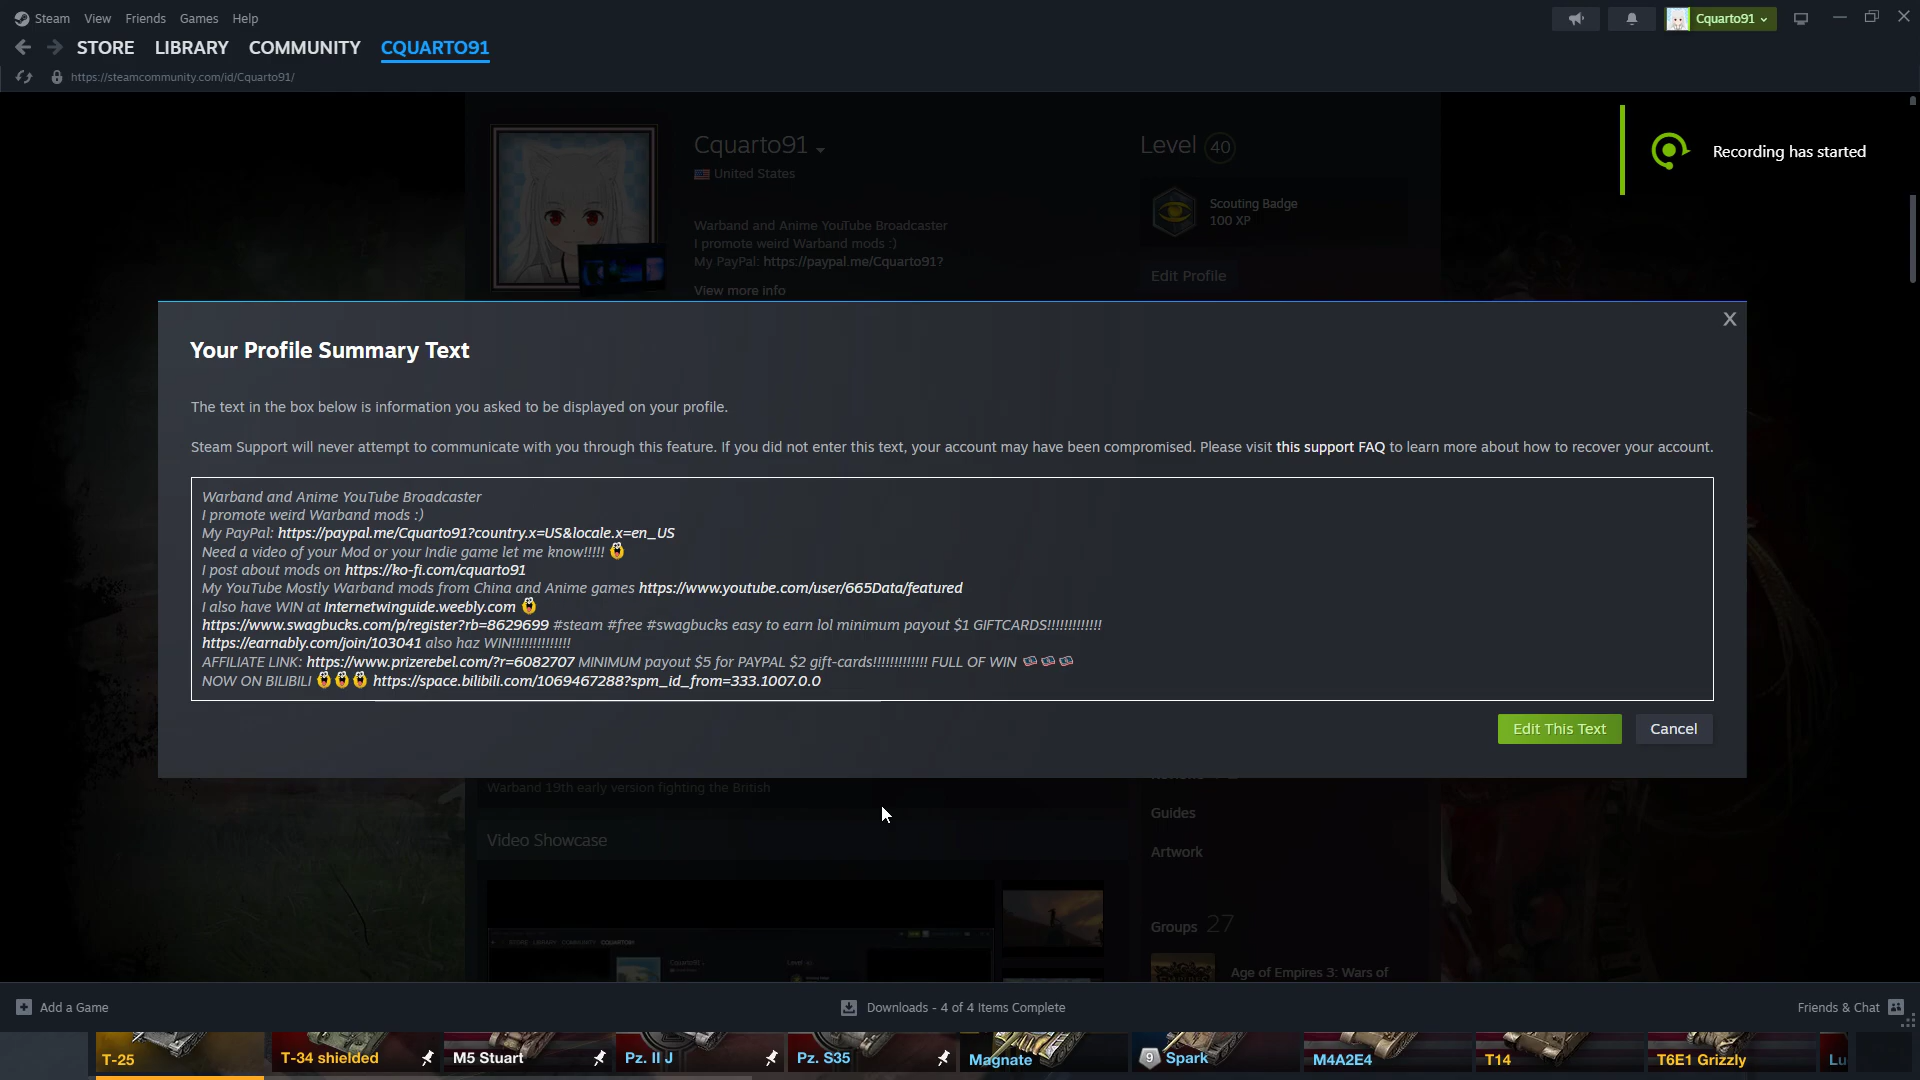 Steam View Friends Games Help
Cquarto91
STORE LIBRARY COMMUNITY CQUARTO91
https://steamcommunity.com/id/Cquarto91/
Recording has started
Cquarto91
United States
Warband and Anime YouTube Broadcaster
I promote weird Warband mods :)
My PayPal: https://paypal.me/Cquarto91?
View more info
Level 40
Scouting Badge
100 XP
Edit Profile
X
Your Profile Summary Text
The text in the box below is information you asked to be displayed on your profile.
Steam Support will never attempt to communicate with you through this feature. If you did not enter this text, your account may have been compromised. Please visit this support FAQ to learn more about how to recover your account.
Warband and Anime YouTube Broadcaster
I promote weird Warband mods :)
My PayPal: https://paypal.me/Cquarto91?country.x=US&locale.x=en_US
Need a video of your Mod or your Indie game let me know!!!!!
I post about mods on https://ko-fi.com/cquarto91
My YouTube Mostly Warband mods from China and Anime games https://www.youtube.com/user/665Data/featured
I also have WIN at Internetwinguide.weebly.com
https://www.swagbucks.com/p/register?rb=8629699 #steam #free #swagbucks easy to earn lol minimum payout $1 GIFTCARDS!!!!!!!!!!!!!
https://earnably.com/join/103041 also haz WIN!!!!!!!!!!!!!!
AFFILIATE LINK: https://www.prizerebel.com/?r=6082707 MINIMUM payout $5 for PAYPAL $2 gift-cards!!!!!!!!!!!!! FULL OF WIN
NOW ON BILIBILI https://space.bilibili.com/1069467288?spm_id_from=333.1007.0.0
Edit This Text Cancel
Warband 19th early version fighting the British
Video Showcase
Guides
Artwork
Groups 27
Age of Empires 3: Wars of
Add a Game
Downloads - 4 of 4 Items Complete
Friends & Chat
T-25
T-34 shielded
M5 Stuart
Pz. II J
Pz. S35
Magnate
9 Spark
M4A2E4
T14
T6E1 Grizzly
Lu